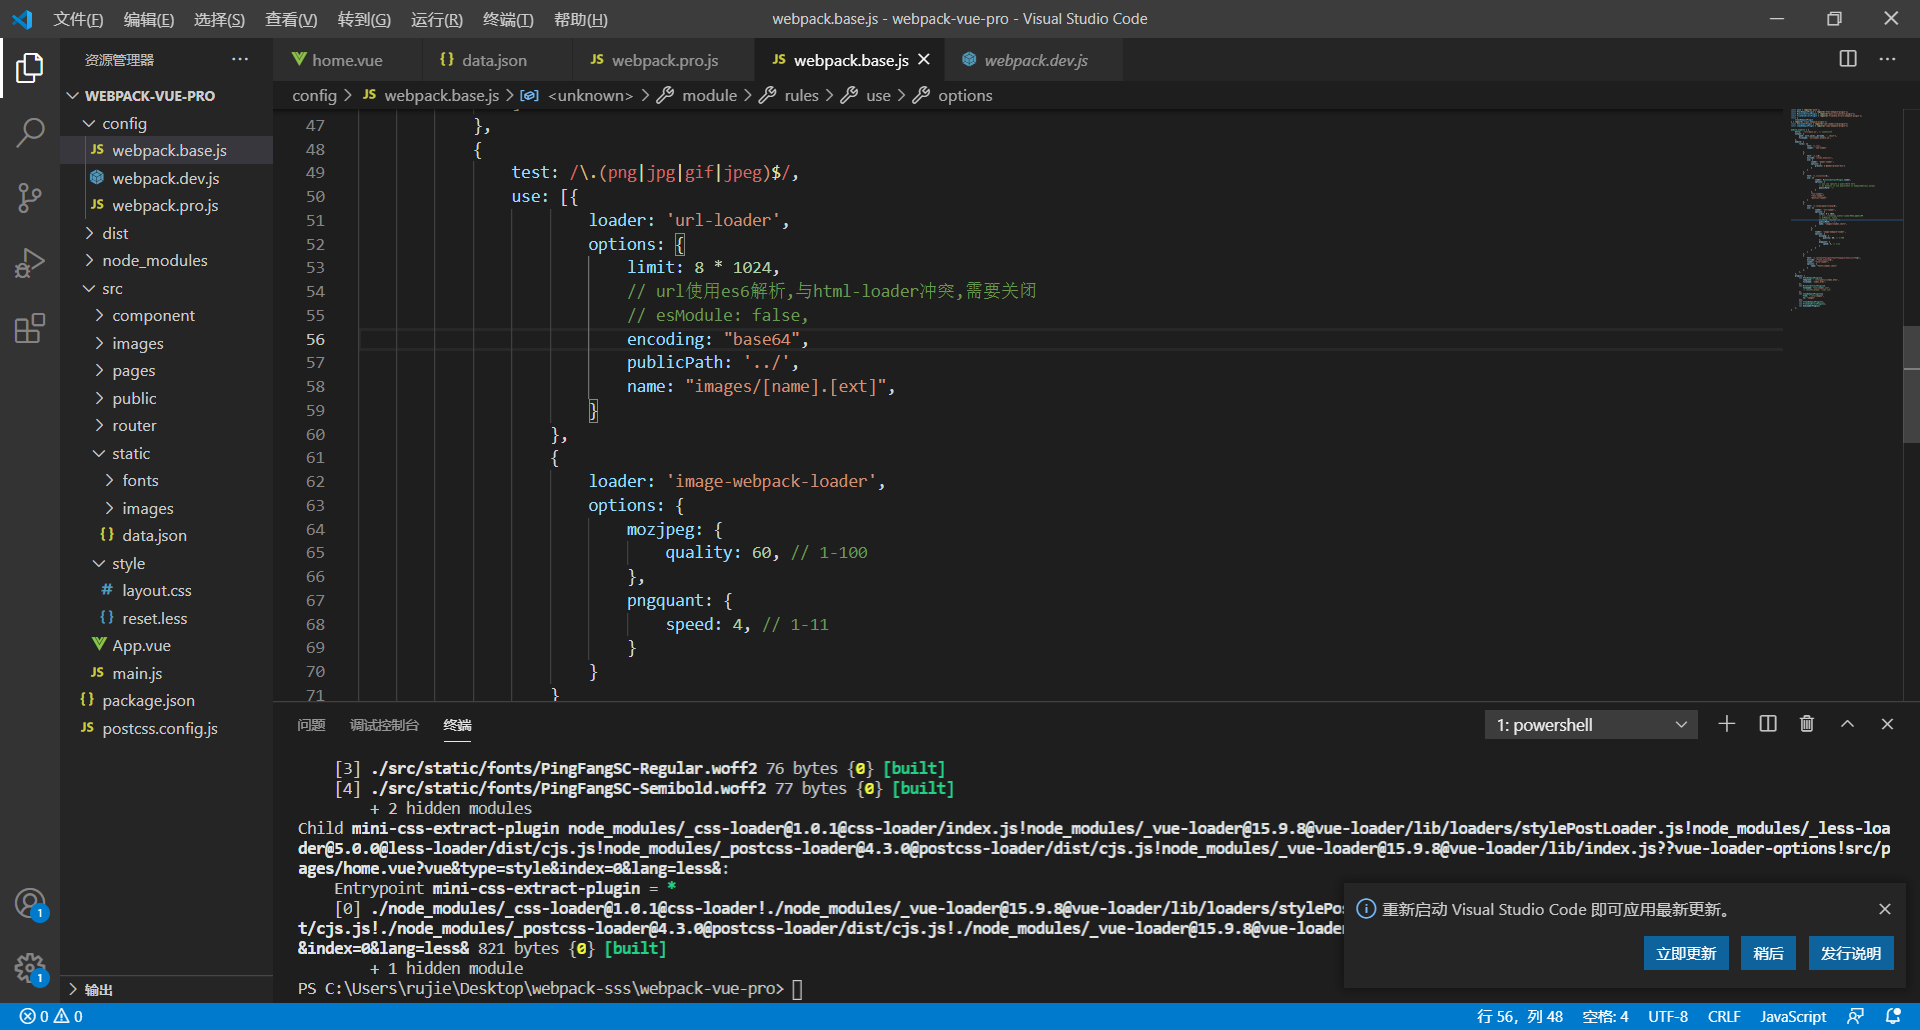 文件(F) 编辑(E) 选择(S) 查看(V) 转到(G) 运行(R) 终端(T) 帮助(H) webpack.base.js - webpack-vue-pro - Visual Studio Code
资源管理器 ···
WEBPACK-VUE-PRO
config
JS webpack.base.js
webpack.dev.js
JS webpack.pro.js
dist
node_modules
src
component
images
pages
public
router
static
fonts
images
{} data.json
style
# layout.css
{} reset.less
App.vue
JS main.js
{} package.json
JS postcss.config.js
输出
home.vue {} data.json JS webpack.pro.js JS webpack.base.js webpack.dev.js
config > JS webpack.base.js > <unknown> > module > rules > use > options
47 },
48 {
49 test: /\.(png|jpg|gif|jpeg)$/,
50 use: [{
51 loader: 'url-loader',
52 options: {
53 limit: 8 * 1024,
54 // url使用es6解析,与html-loader冲突,需要关闭
55 // esModule: false,
56 encoding: "base64",
57 publicPath: '../',
58 name: "images/[name].[ext]",
59 }
60 },
61 {
62 loader: 'image-webpack-loader',
63 options: {
64 mozjpeg: {
65 quality: 60, // 1-100
66 },
67 pngquant: {
68 speed: 4, // 1-11
69 }
70 }
71 }
问题 调试控制台 终端 1: powershell
[3] ./src/static/fonts/PingFangSC-Regular.woff2 76 bytes {0} [built]
[4] ./src/static/fonts/PingFangSC-Semibold.woff2 77 bytes {0} [built]
+ 2 hidden modules
Child mini-css-extract-plugin node_modules/_css-loader@1.0.1@css-loader/index.js!node_modules/_vue-loader@15.9.8@vue-loader/lib/loaders/stylePostLoader.js!node_modules/_less-loa
der@5.0.0@less-loader/dist/cjs.js!node_modules/_postcss-loader@4.3.0@postcss-loader/dist/cjs.js!node_modules/_vue-loader@15.9.8@vue-loader/lib/index.js??vue-loader-options!src/p
ages/home.vue?vue&type=style&index=0&lang=less&:
Entrypoint mini-css-extract-plugin = *
[0] ./node_modules/_css-loader@1.0.1@css-loader!./node_modules/_vue-loader@15.9.8@vue-loader/lib/loaders/stylePos
t/cjs.js!./node_modules/_postcss-loader@4.3.0@postcss-loader/dist/cjs.js!./node_modules/_vue-loader@15.9.8@vue-loader
&index=0&lang=less& 821 bytes {0} [built]
+ 1 hidden module
PS C:\Users\rujie\Desktop\webpack-sss\webpack-vue-pro>
重新启动 Visual Studio Code 即可应用最新更新。
立即更新 稍后 发行说明
1
1
0 0 行 56，列 48 空格: 4 UTF-8 CRLF JavaScript